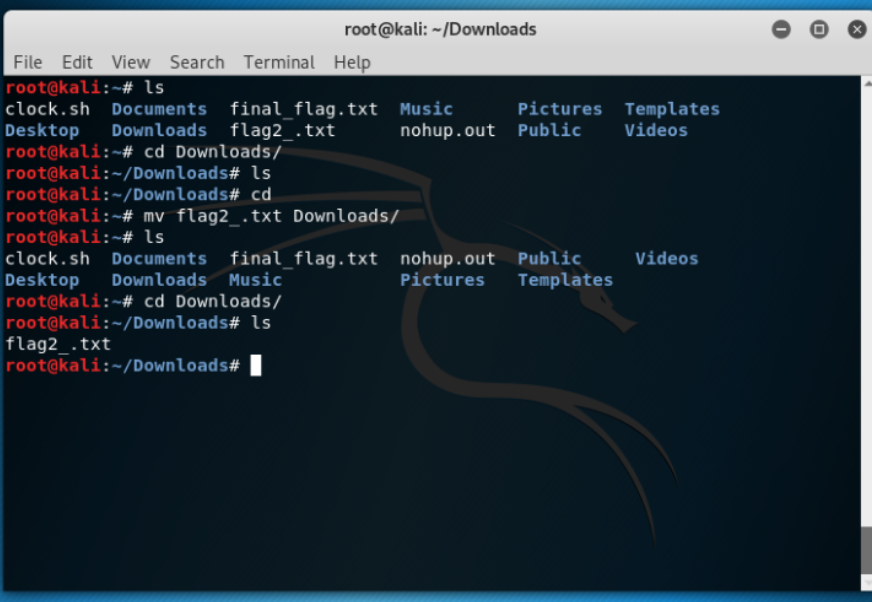 root@kali: ~/Downloads
File Edit View Search Terminal Help
root@kali:~# ls
clock.sh Documents final_flag.txt Music Pictures Templates
Desktop Downloads flag2_.txt nohup.out Public Videos
root@kali:~# cd Downloads/
root@kali:~/Downloads# ls
root@kali:~/Downloads# cd
root@kali:~# mv flag2_.txt Downloads/
root@kali:~# ls
clock.sh Documents final_flag.txt nohup.out Public Videos
Desktop Downloads Music Pictures Templates
root@kali:~# cd Downloads/
root@kali:~/Downloads# ls
flag2_.txt
root@kali:~/Downloads#